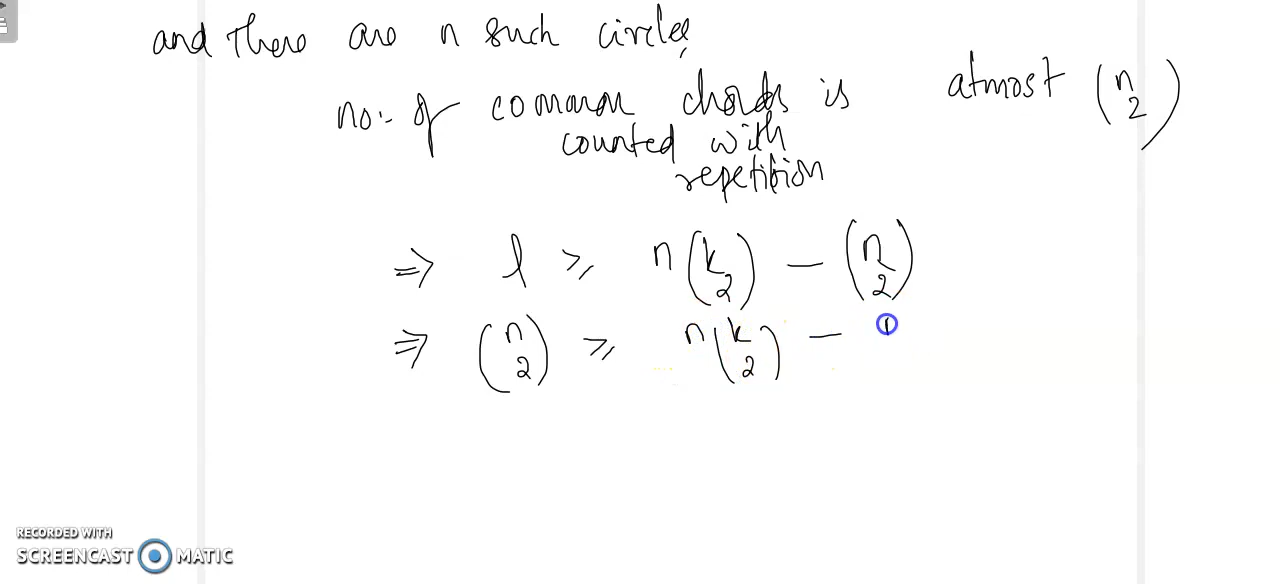 and there are n such circles,
no: of common chords is atmost (n 2)
counted with
repetition
⇒ l ≥ n(k 2) − (n 2)
⇒ (n 2) ≥ n(k 2) −
RECORDED WITH
SCREENCAST MATIC